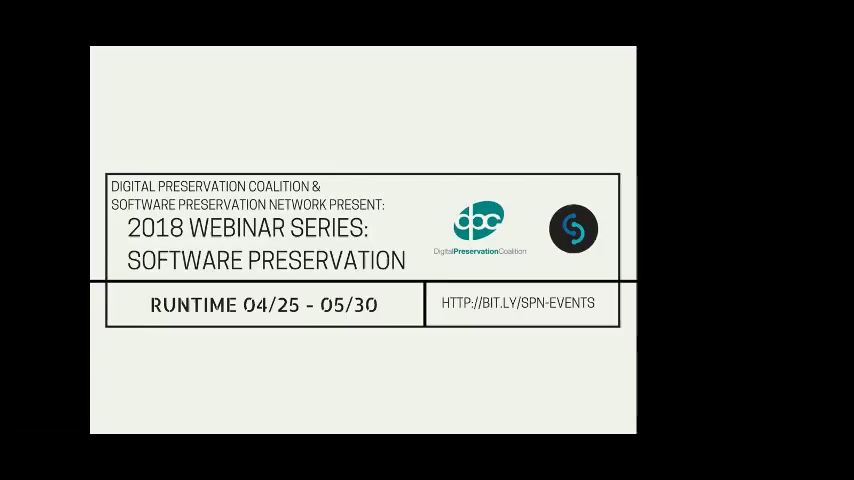 DIGITAL PRESERVATION COALITION &
SOFTWARE PRESERVATION NETWORK PRESENT:
2018 WEBINAR SERIES:
SOFTWARE PRESERVATION
dpc
DigitalPreservationCoalition
RUNTIME 04/25 - 05/30
HTTP://BIT.LY/SPN-EVENTS